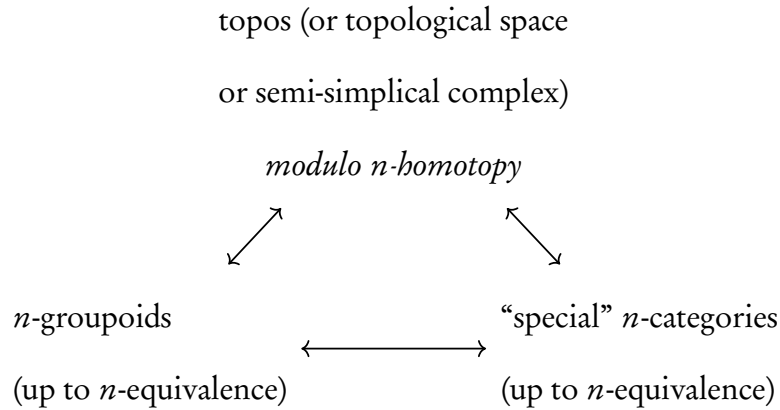 topos (or topological space
or semi-simplical complex)
modulo n-homotopy
n-groupoids
(up to n-equivalence)
“special” n-categories
(up to n-equivalence)